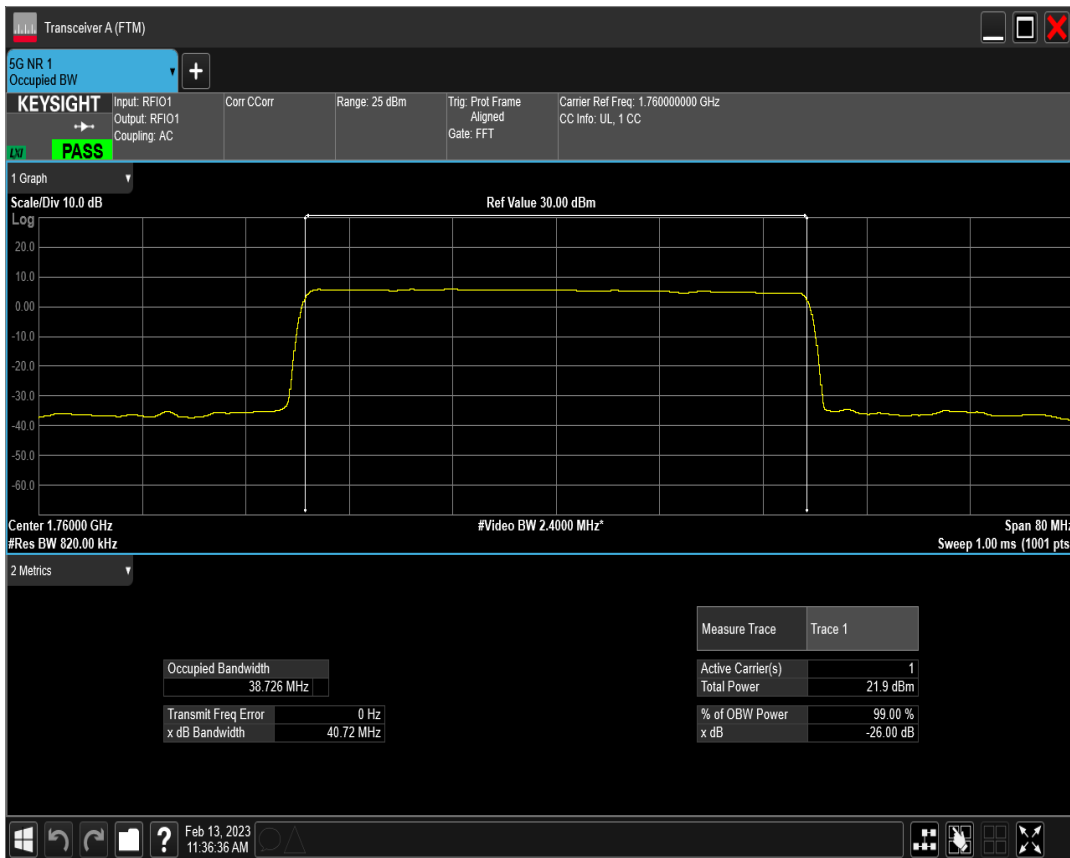 Transceiver A (FTM)
5G NR 1
Occupied BW
+
KEYSIGHT
LXI
PASS
Input: RFIO1
Output: RFIO1
Coupling: AC
Corr CCorr
Range: 25 dBm
Trig: Prot Frame
Aligned
Gate: FFT
Carrier Ref Freq: 1.760000000 GHz
CC Info: UL, 1 CC
1 Graph
Scale/Div 10.0 dB
Ref Value 30.00 dBm
Log
20.0
10.0
0.00
-10.0
-20.0
-30.0
-40.0
-50.0
-60.0
Center 1.76000 GHz
#Video BW 2.4000 MHz*
Span 80 MHz
#Res BW 820.00 kHz
Sweep 1.00 ms (1001 pts
2 Metrics
Measure Trace Trace 1
Occupied Bandwidth
38.726 MHz
Active Carrier(s) 1
Total Power 21.9 dBm
Transmit Freq Error 0 Hz
x dB Bandwidth 40.72 MHz
% of OBW Power 99.00 %
x dB -26.00 dB
?
Feb 13, 2023
11:36:36 AM